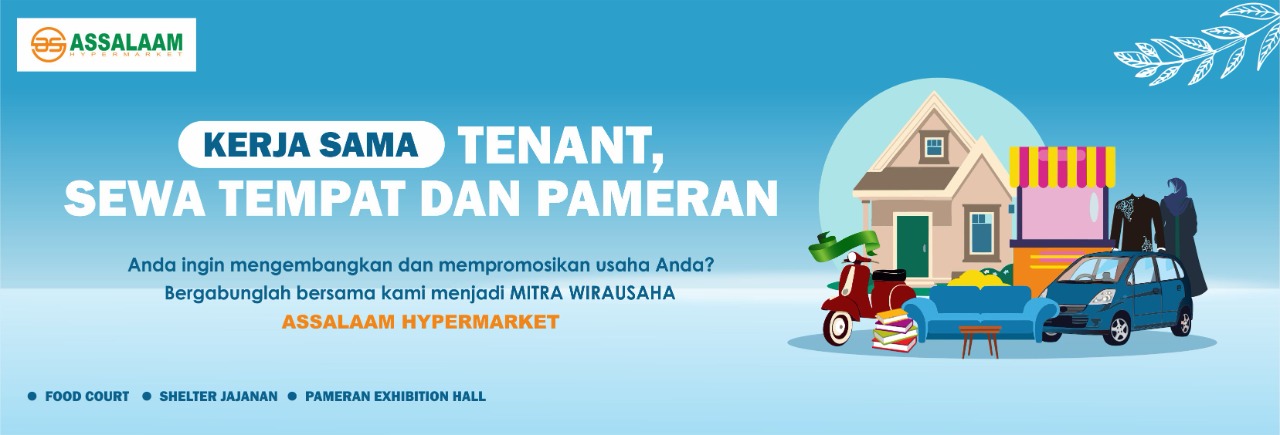 ASSALAAM
HYPERMARKET
KERJA SAMA TENANT,
SEWA TEMPAT DAN PAMERAN
Anda ingin mengembangkan dan mempromosikan usaha Anda?
Bergabunglah bersama kami menjadi MITRA WIRAUSAHA
ASSALAAM HYPERMARKET
● FOOD COURT ● SHELTER JAJANAN ● PAMERAN EXHIBITION HALL